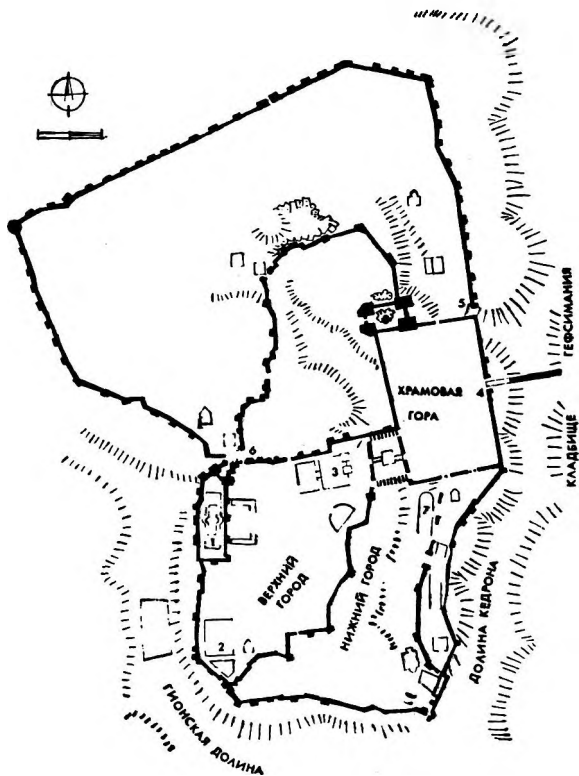 5
ГЕФСИМАНИЯ
ХРАМОВАЯ
ГОРА
4
КЛАДБИЩЕ
6
3
1
7
ВЕРХНИЙ
ГОРОД
НИЖНИЙ ГОРОД
ДОЛИНА КЕДРОНА
2
ГИОНСКАЯ ДОЛИНА